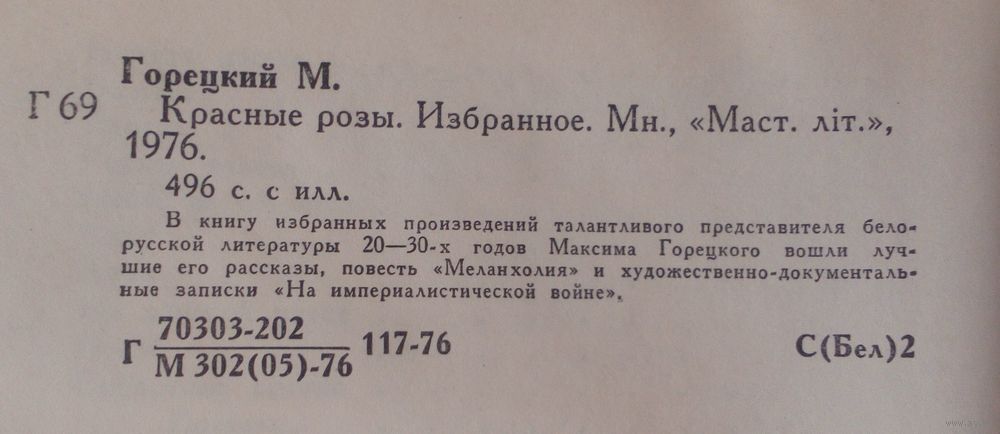 Горецкий М.
Г 69 Красные розы. Избранное. Мн., «Маст. літ.»,
1976.
496 с. с илл.
В книгу избранных произведений талантливого представителя бело-
русской литературы 20—30-х годов Максима Горецкого вошли луч-
шие его рассказы, повесть «Меланхолия» и художественно-документаль-
ные записки «На империалистической войне».
70303-202
Г 117-76 С(Бел)2
М 302(05)-76